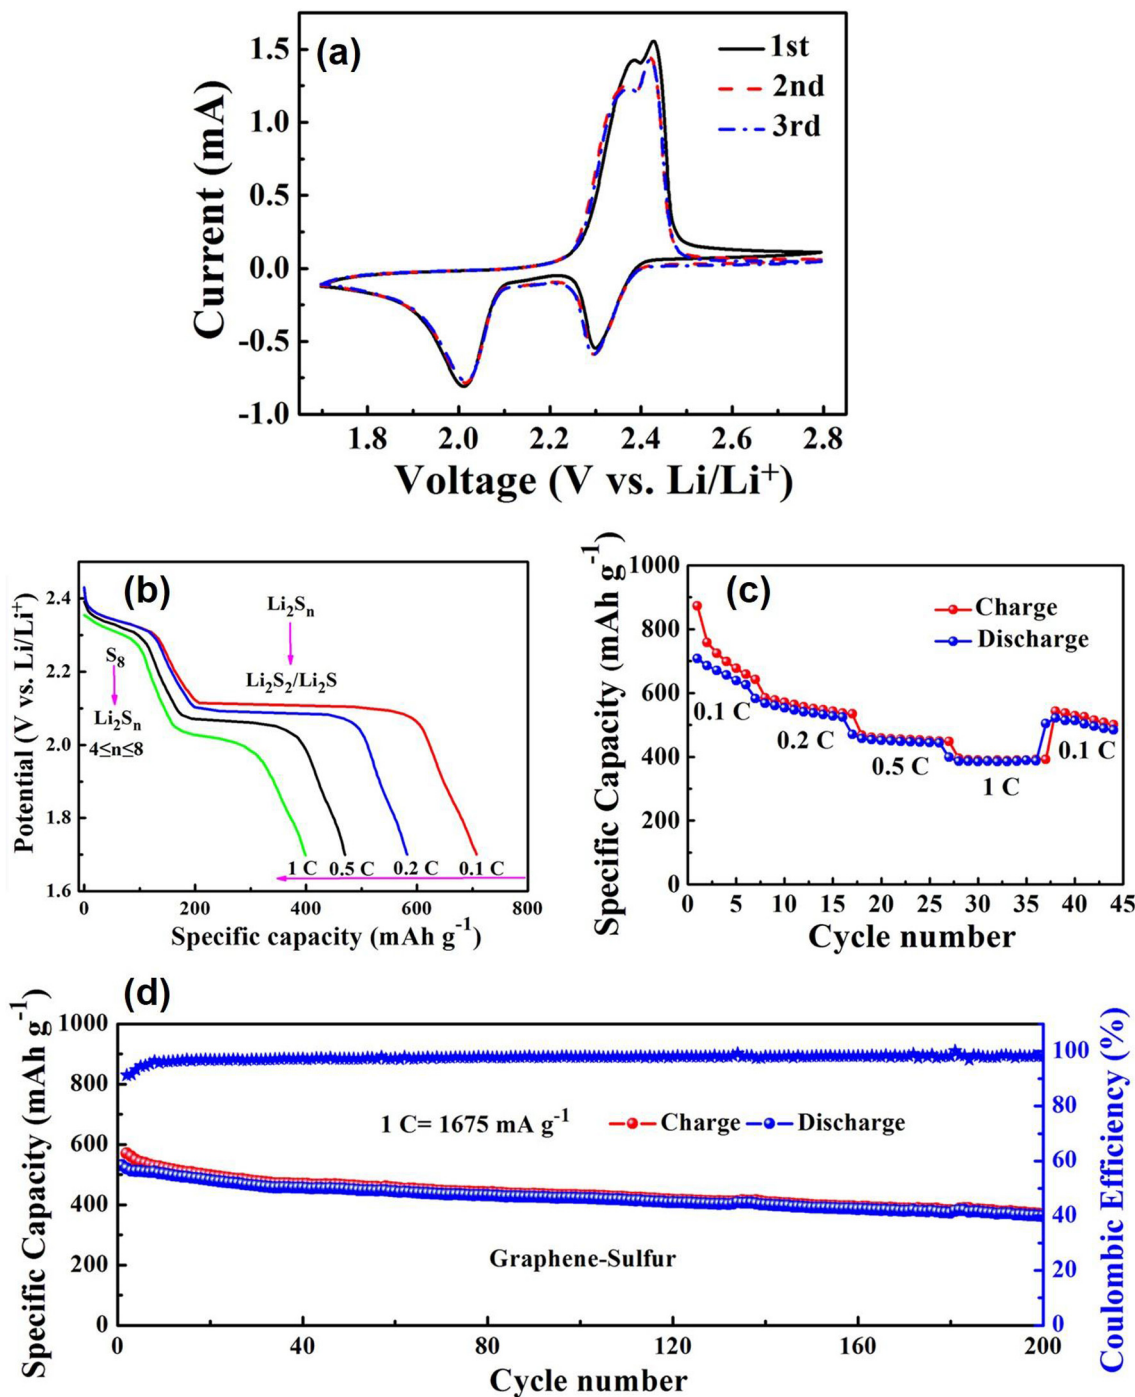 (a)
1st
2nd
3rd
1.5
1.0
0.5
0.0
-0.5
-1.0
Current (mA)
1.8 2.0 2.2 2.4 2.6 2.8
Voltage (V vs. Li/Li⁺)
(b)
2.4
2.2
2.0
1.8
1.6
Potential (V vs. Li/Li⁺)
Li₂Sₙ
S₈
Li₂S₂/Li₂S
Li₂Sₙ
4≤n≤8
1 C 0.5 C 0.2 C 0.1 C
0 200 400 600 800
Specific capacity (mAh g⁻¹)
(c)
Charge
Discharge
1000
800
600
400
200
0
Specific Capacity (mAh g⁻¹)
0.1 C
0.2 C
0.5 C
1 C
0.1 C
0 5 10 15 20 25 30 35 40 45
Cycle number
(d)
1000
800
600
400
200
0
Specific Capacity (mAh g⁻¹)
1 C= 1675 mA g⁻¹ Charge Discharge
Graphene-Sulfur
100
80
60
40
20
0
Coulombic Efficiency (%)
0 40 80 120 160 200
Cycle number